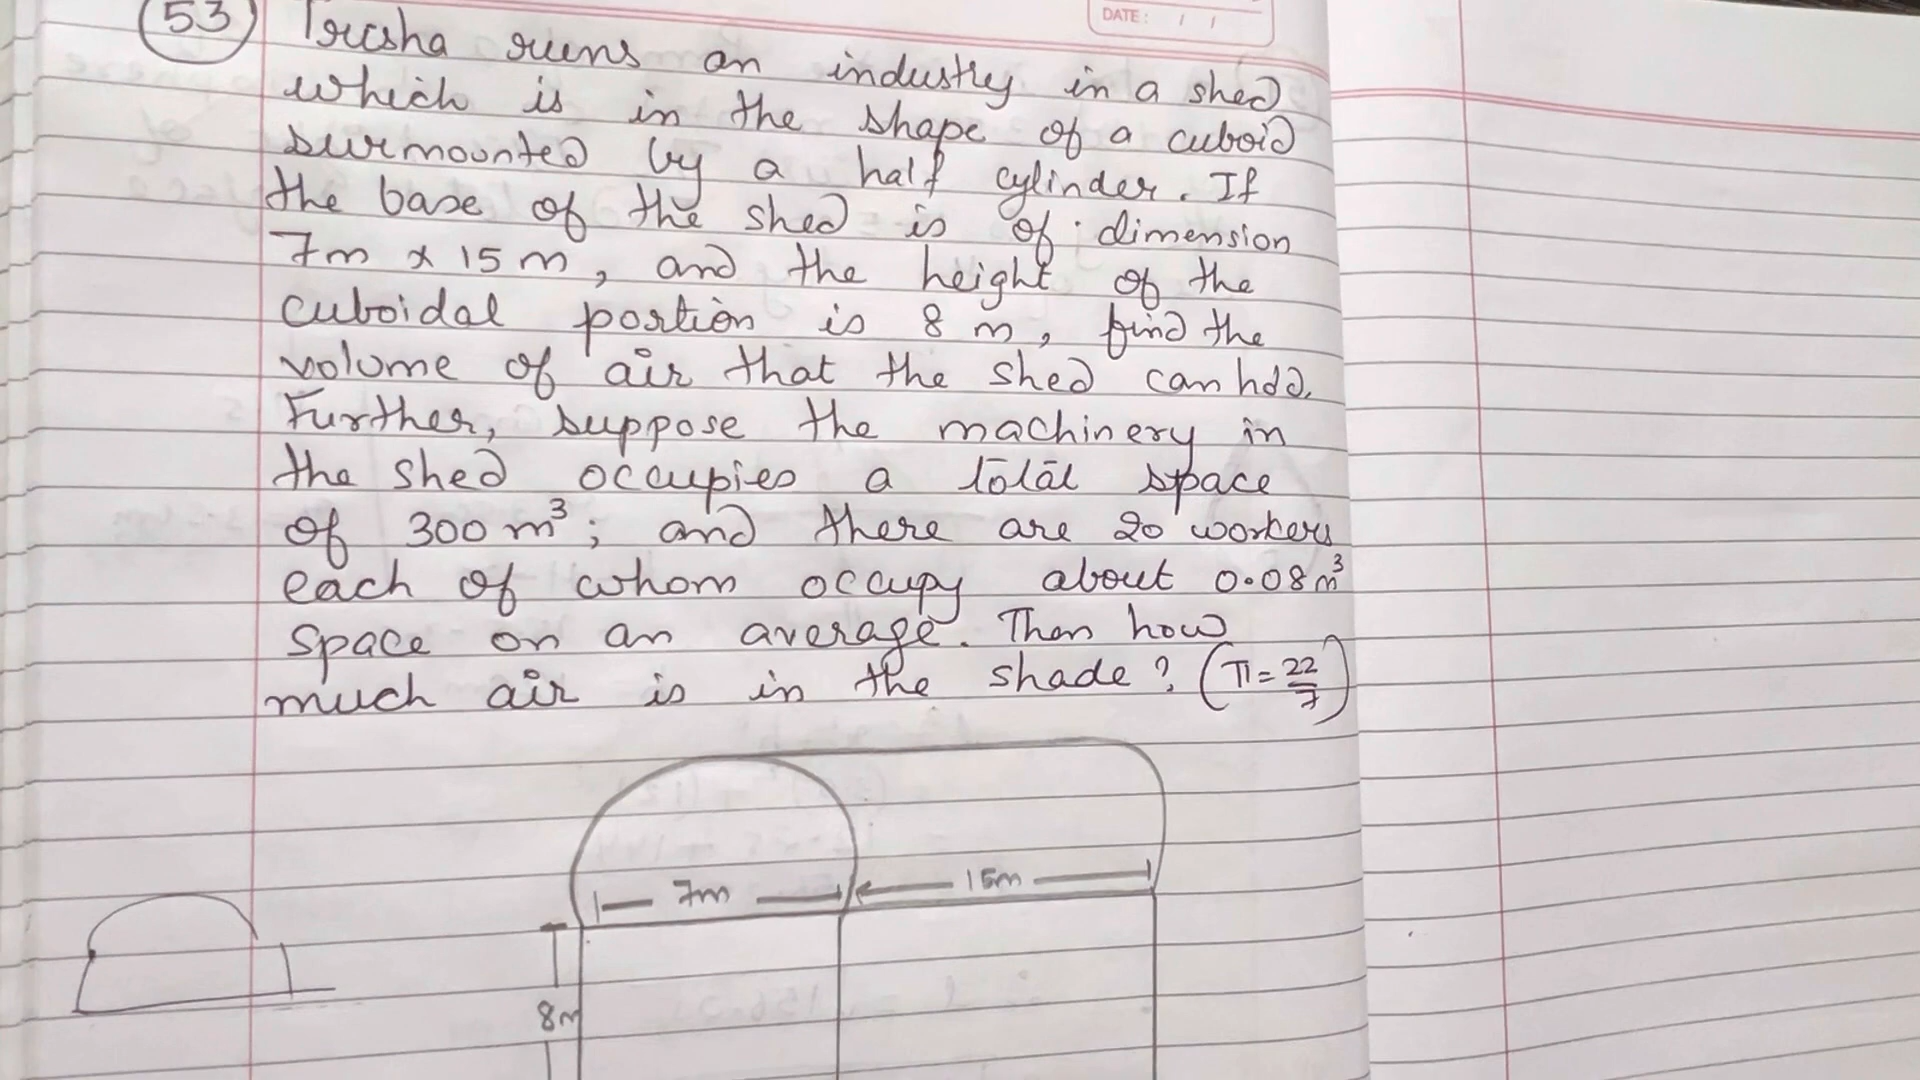 DATE: / /
53 Trisha runs an industry in a shed
which is in the shape of a cuboid
surmounted by a half cylinder. If
the base of the shed is of dimension
7m x 15 m, and the height of the
cuboidal portion is 8 m, find the
volume of air that the shed can hold.
Further, suppose the machinery in
the shed occupies a total space
of 300 m³; and there are 20 workers
each of whom occupy about 0.08 m³
space on an average. Then how
much air is in the shade? (π = 22/7)
7m
15m
8m